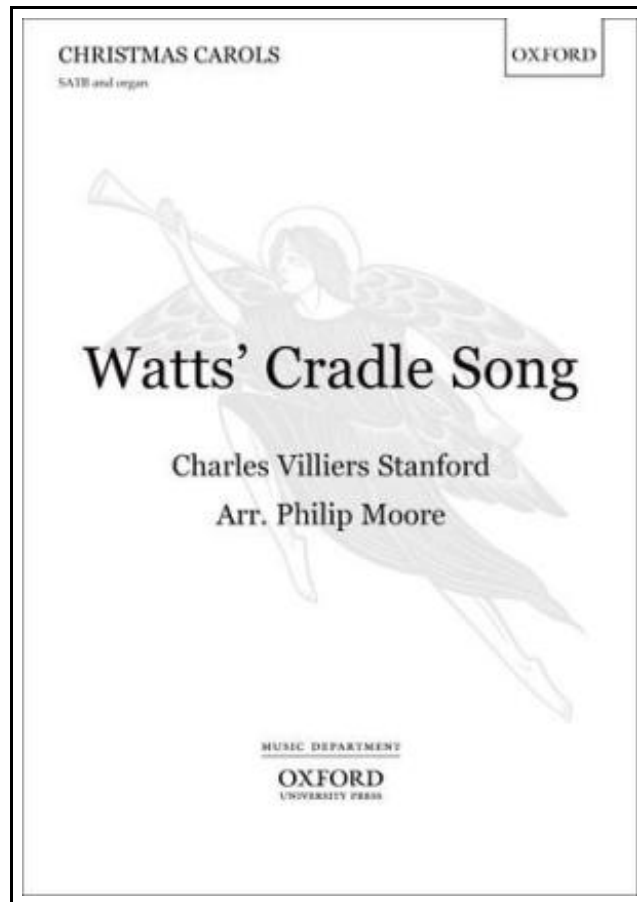 CHRISTMAS CAROLS
OXFORD
SATB and organ
Watts’ Cradle Song
Charles Villiers Stanford
Arr. Philip Moore
MUSIC DEPARTMENT
OXFORD
UNIVERSITY PRESS